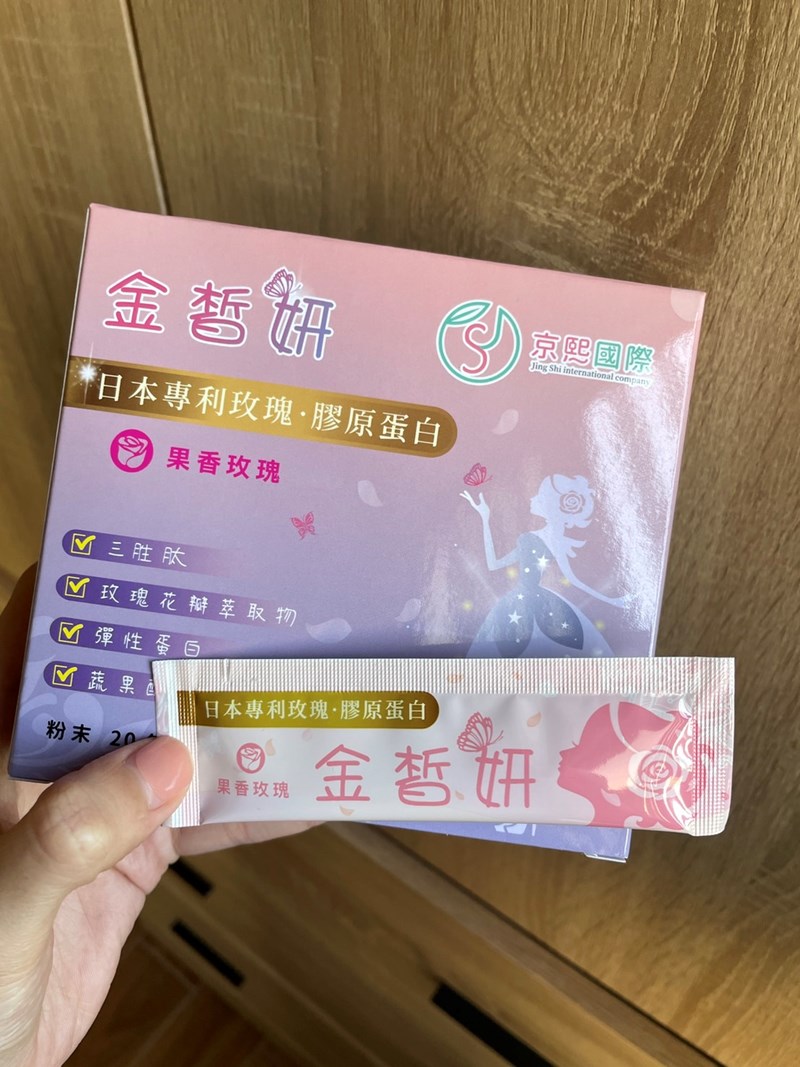 金皙妍
京熙國際
Jing Shi international company
日本專利玫瑰·膠原蛋白
果香玫瑰
三胜肽
玫瑰花瓣萃取物
彈性蛋白
蔬果
粉末 20
日本專利玫瑰·膠原蛋白
果香玫瑰
金皙妍